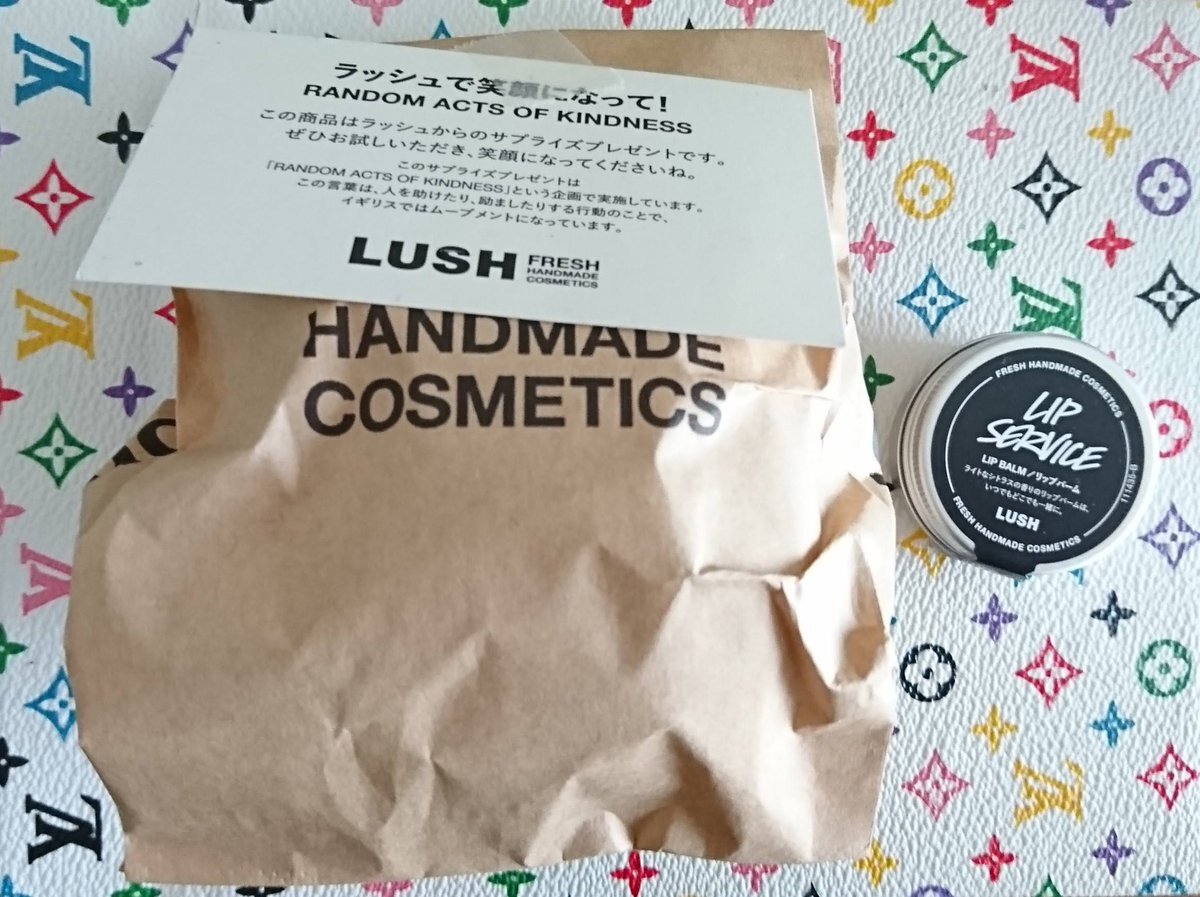 ラッシュで笑顔になって!
RANDOM ACTS OF KINDNESS
この商品はラッシュからのサプライズプレゼントです。
ぜひお試しいただき、笑顔になってくださいね。
このサプライズプレゼントは
「RANDOM ACTS OF KINDNESS」という企画で実施しています。
この言葉は、人を助けたり、励ましたりする行動のことで、
イギリスではムーブメントになっています。
LUSH FRESH
HANDMADE
COSMETICS
HANDMADE
COSMETICS
FRESH HANDMADE COSMETICS
LIP
SERVICE
LIP BALM/リップバーム
ライトなシトラスの香りのリップバームは、
いつでもどこでも一緒に。
LUSH
FRESH HANDMADE COSMETICS
111435-B